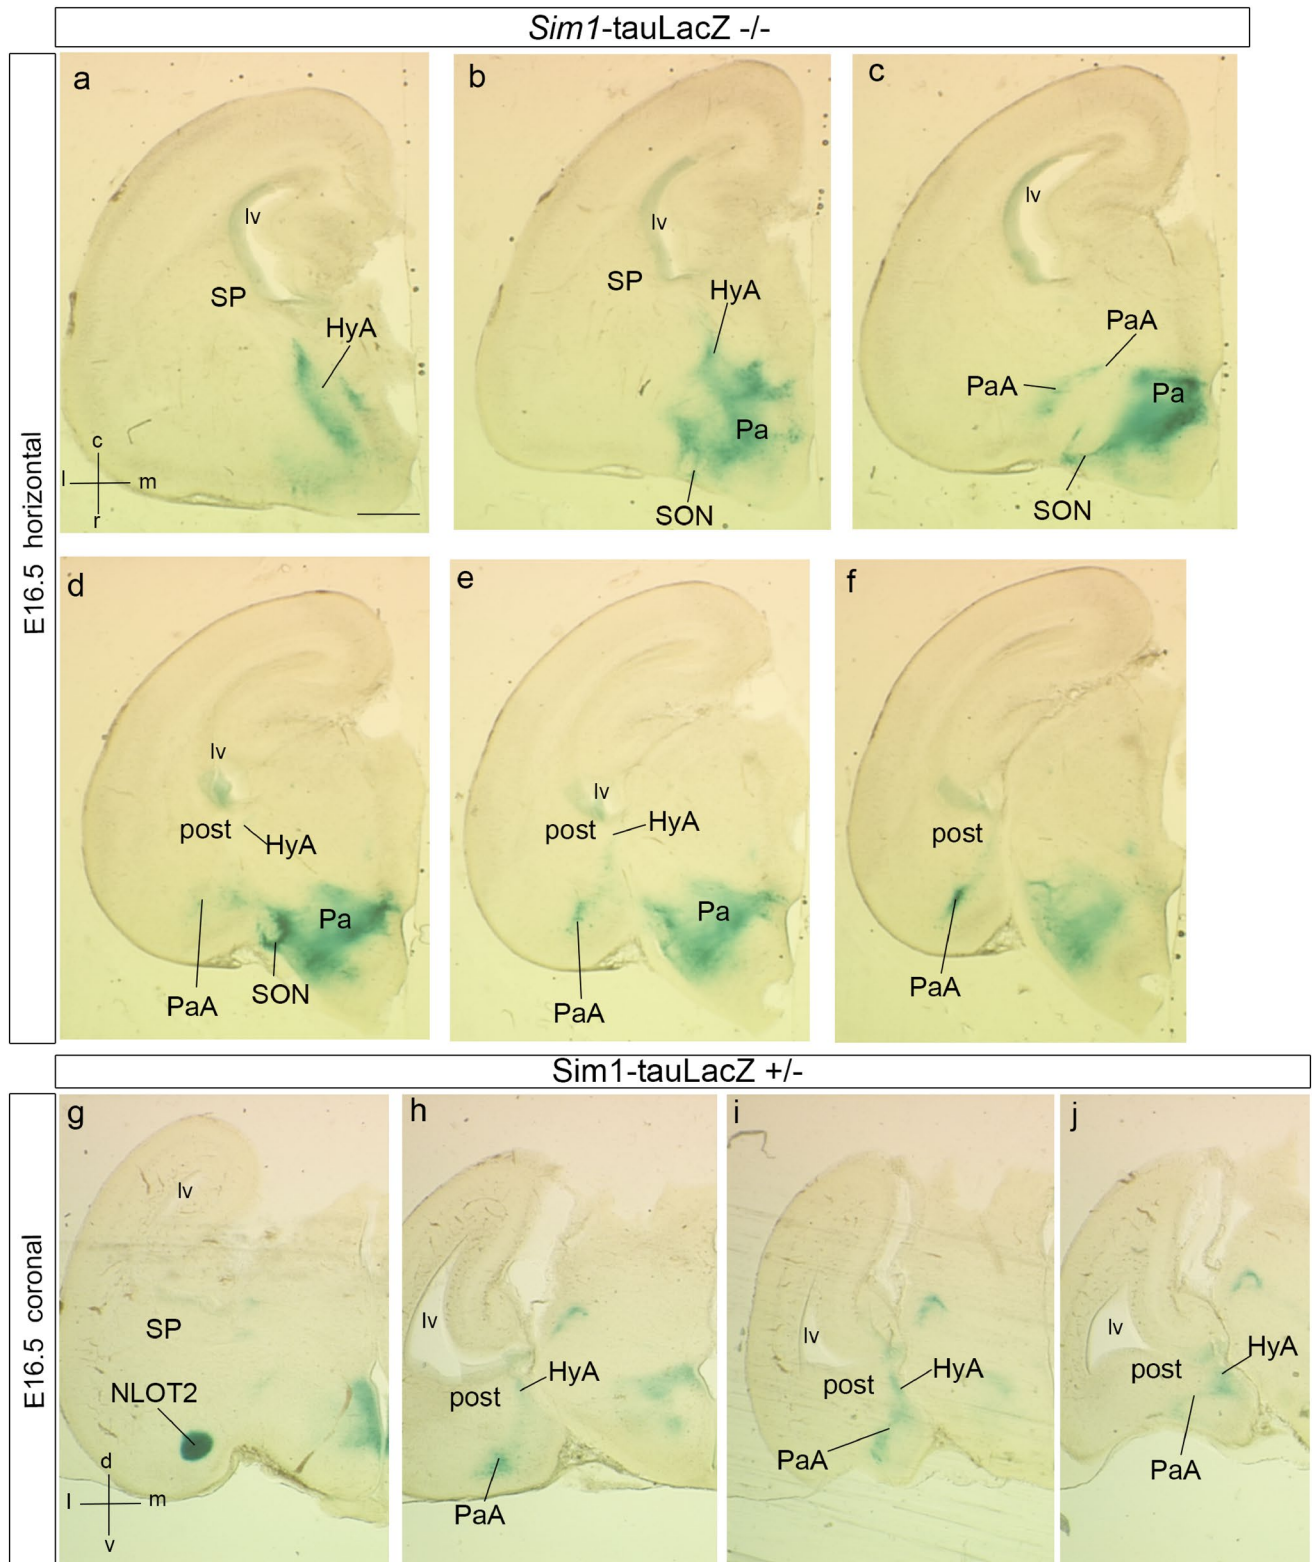 Sim1-tauLacZ -/-
E16.5 horizontal
a
lv
SP
HyA
c
l
m
r
b
lv
SP
HyA
Pa
SON
c
lv
PaA
PaA
Pa
SON
d
lv
post
HyA
Pa
PaA
SON
e
lv
post
HyA
Pa
PaA
f
post
PaA
Sim1-tauLacZ +/-
E16.5 coronal
g
lv
SP
NLOT2
d
l
m
v
h
lv
HyA
post
PaA
i
lv
HyA
post
PaA
j
lv
HyA
post
PaA